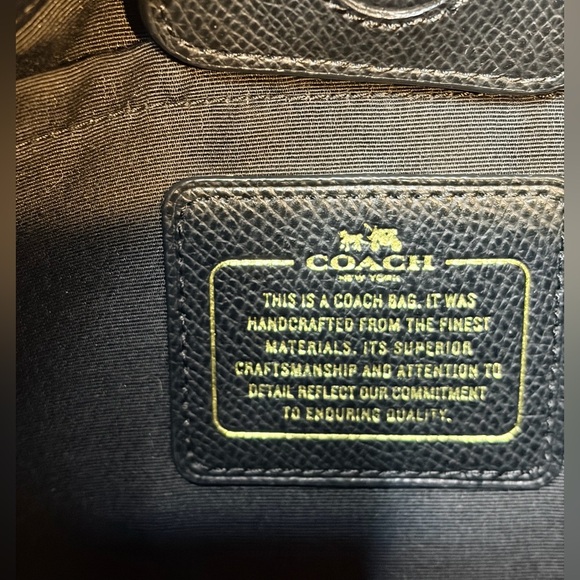 COACH
NEW YORK
THIS IS A COACH BAG. IT WAS
HANDCRAFTED FROM THE FINEST
MATERIALS. ITS SUPERIOR
CRAFTSMANSHIP AND ATTENTION TO
DETAIL REFLECT OUR COMMITMENT
TO ENDURING QUALITY.